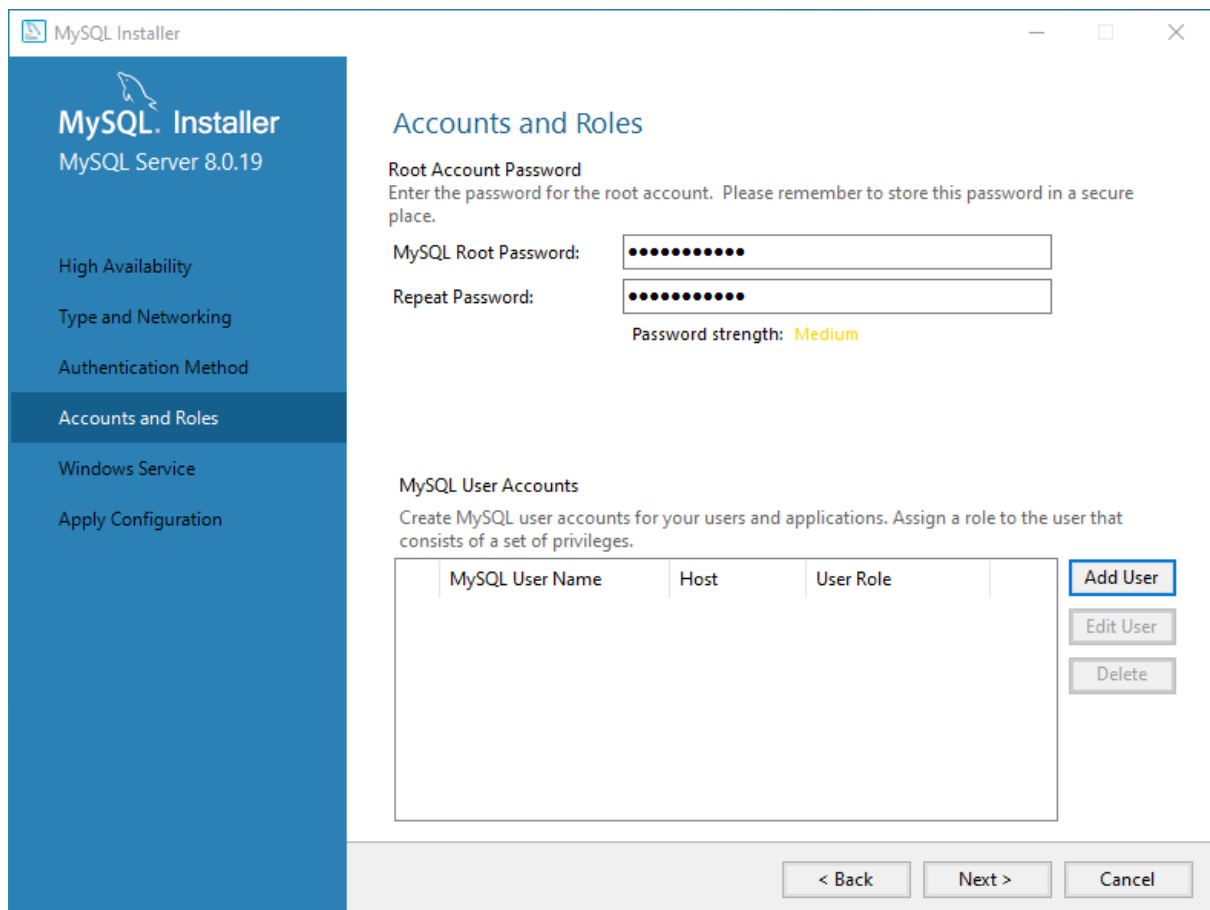 MySQL Installer
MySQL. Installer
MySQL Server 8.0.19
High Availability
Type and Networking
Authentication Method
Accounts and Roles
Windows Service
Apply Configuration
Accounts and Roles
Root Account Password
Enter the password for the root account. Please remember to store this password in a secure
place.
MySQL Root Password: ●●●●●●●●●●●
Repeat Password: ●●●●●●●●●●●
Password strength: Medium
MySQL User Accounts
Create MySQL user accounts for your users and applications. Assign a role to the user that
consists of a set of privileges.
MySQL User Name Host User Role
Add User
Edit User
Delete
< Back Next > Cancel